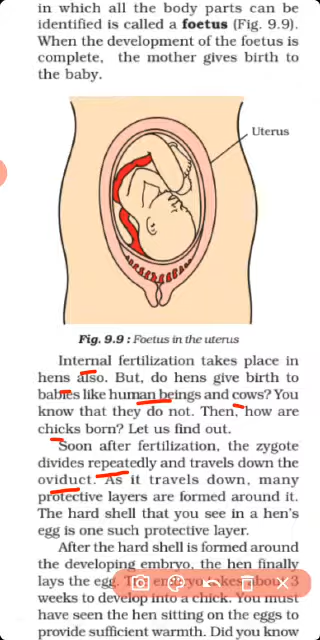 in which all the body parts can be
identified is called a foetus (Fig. 9.9).
When the development of the foetus is
complete, the mother gives birth to
the baby.
Uterus
Fig. 9.9 : Foetus in the uterus
Internal fertilization takes place in
hens also. But, do hens give birth to
babies like human beings and cows? You
know that they do not. Then, how are
chicks born? Let us find out.
Soon after fertilization, the zygote
divides repeatedly and travels down the
oviduct. As it travels down, many
protective layers are formed around it.
The hard shell that you see in a hen's
egg is one such protective layer.
After the hard shell is formed around
the developing embryo, the hen finally
lays the egg. 3
weeks to develop into a chick. You must
have seen the hen sitting on the eggs to
provide sufficient warmth. Did you know